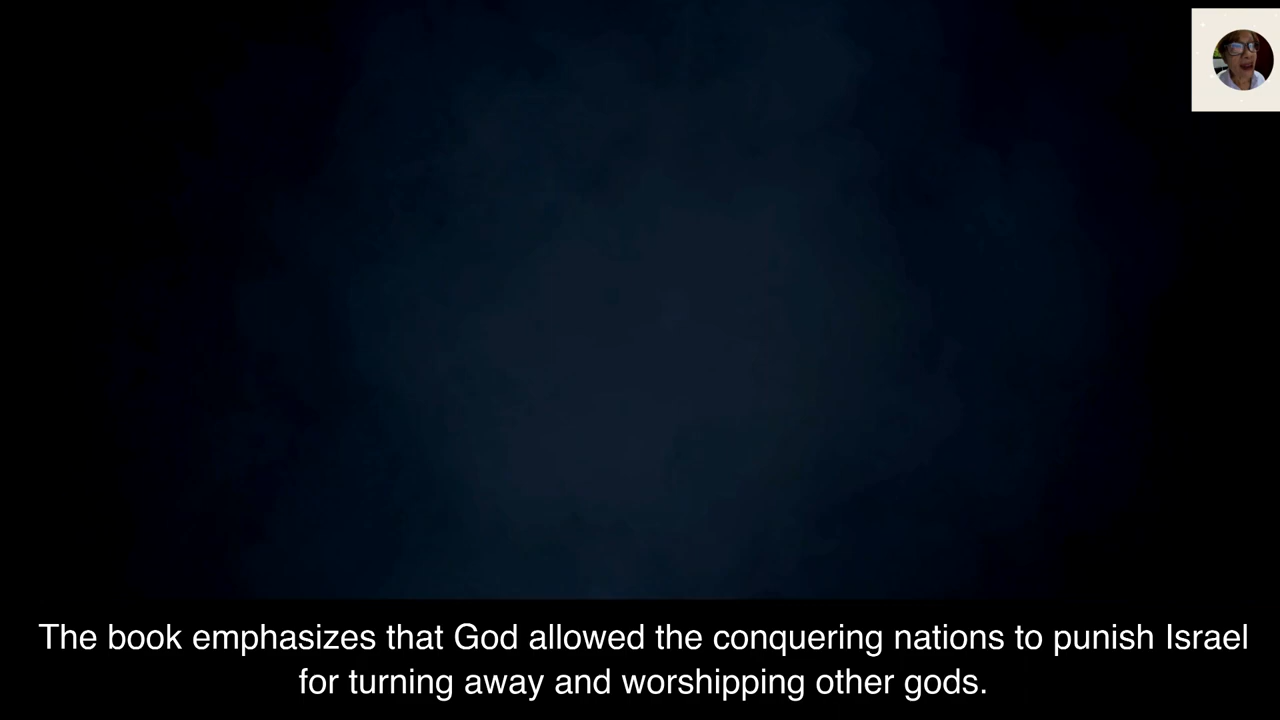 The book emphasizes that God allowed the conquering nations to punish Israel
for turning away and worshipping other gods.